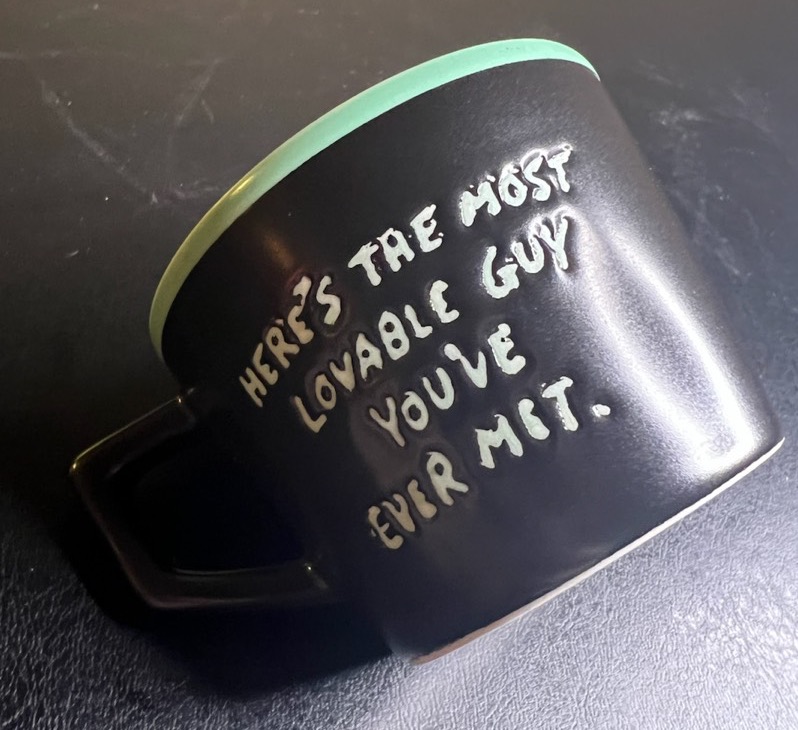 HERE'S THE MOST
LOVABLE GUY
YOU'VE
EVER MET.